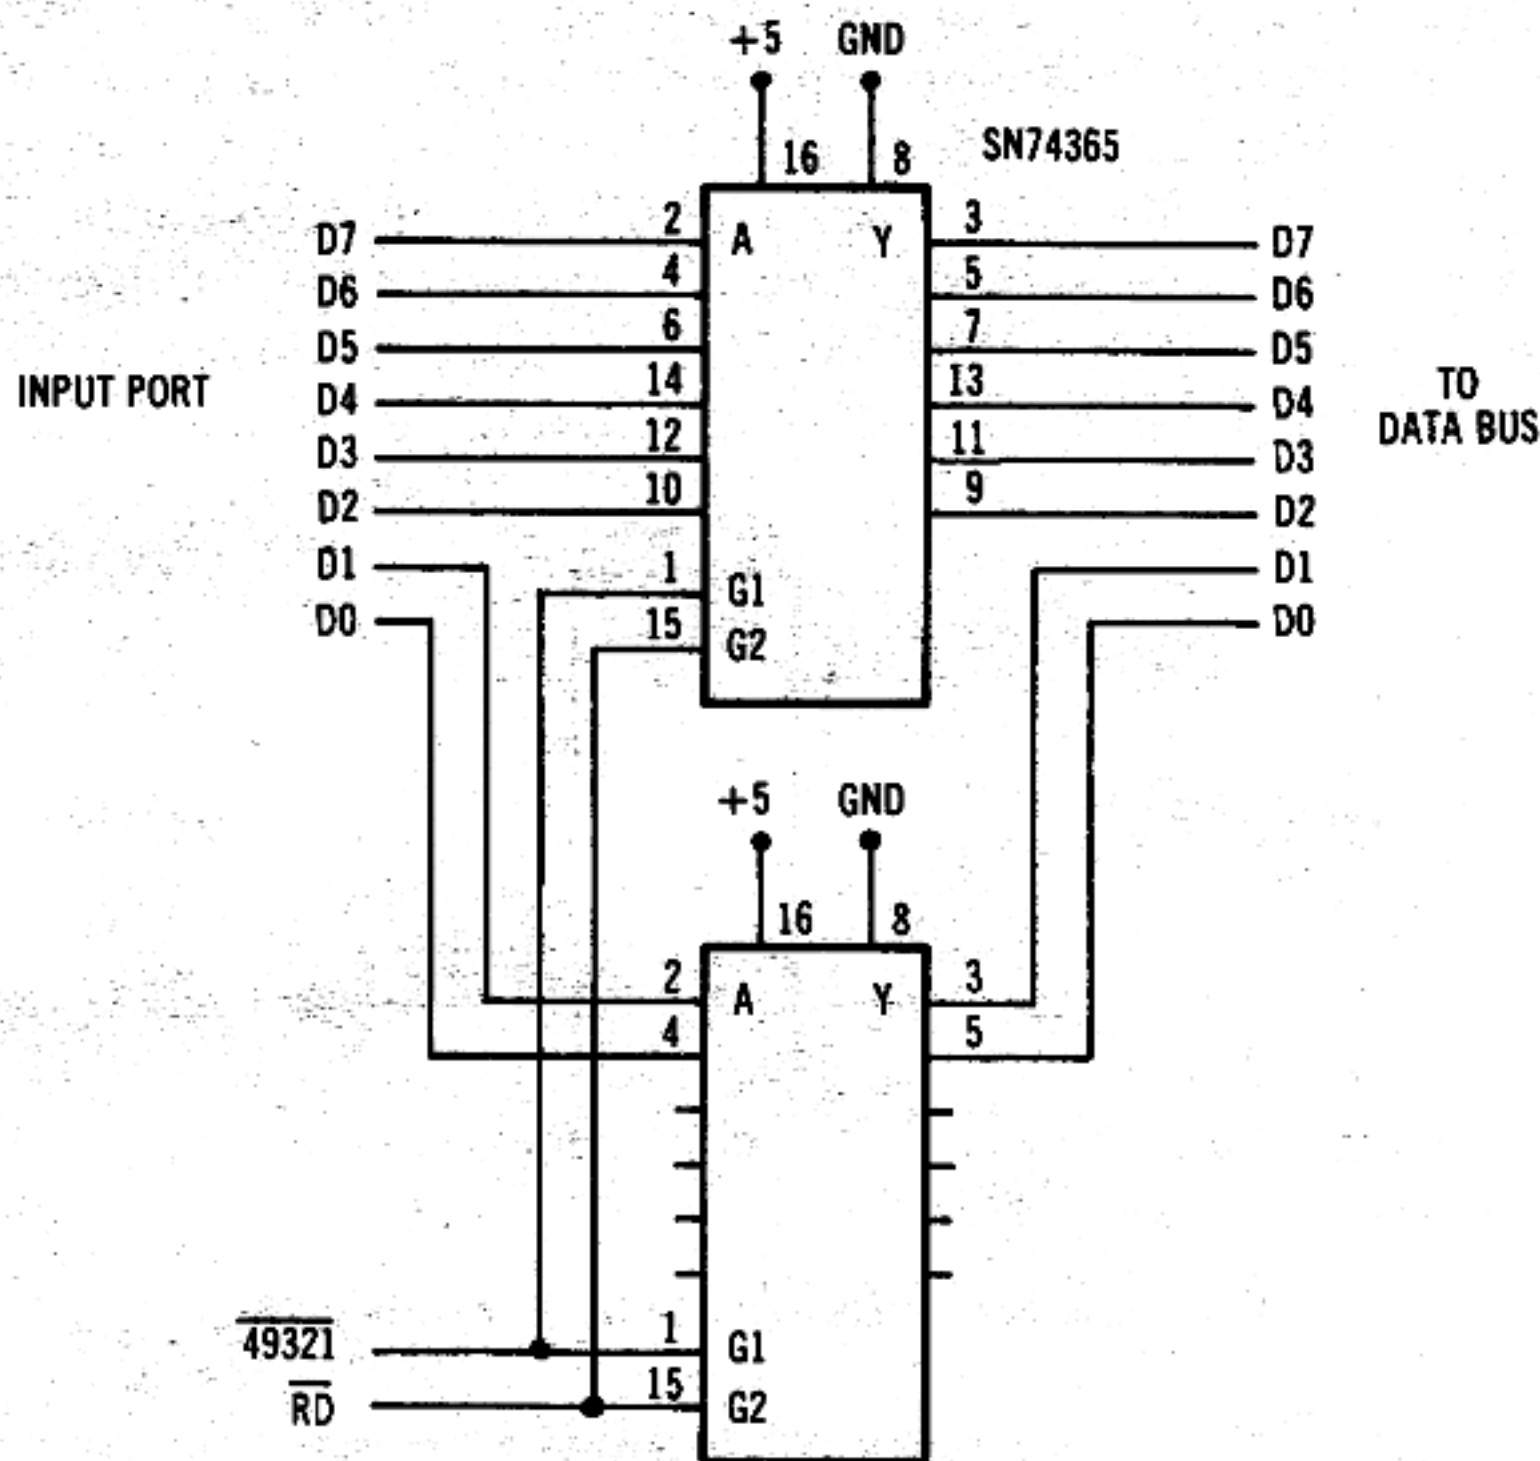 +5 GND
16 8 SN74365
D7 2 A Y 3 D7
D6 4 5 D6
D5 6 7 D5
INPUT PORT
D4 14 I3 D4
TO
DATA BUS
D3 12 11 D3
D2 10 9 D2
D1 D1
1 G1
D0 D0
15 G2
+5 GND
16 8
2 A Y 3
4 5
49321 1 G1
RD 15 G2